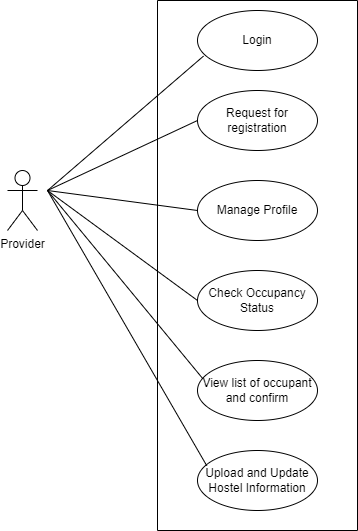 Login
Request for
registration
Provider
Manage Profile
Check Occupancy
Status
View list of occupant
and confirm
Upload and Update
Hostel Information